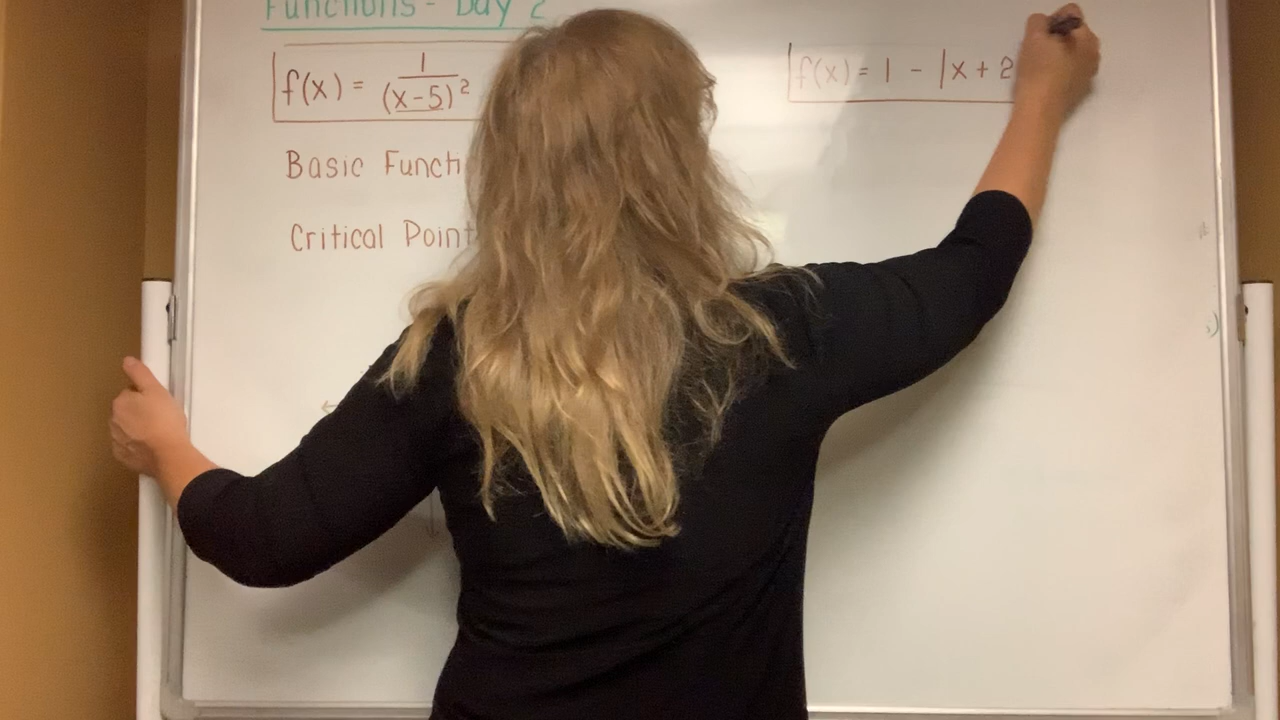 Functions - Day 2
f(x) = 1/(x-5)²
f(x) = 1 - |x + 2
Basic Functi
Critical Point